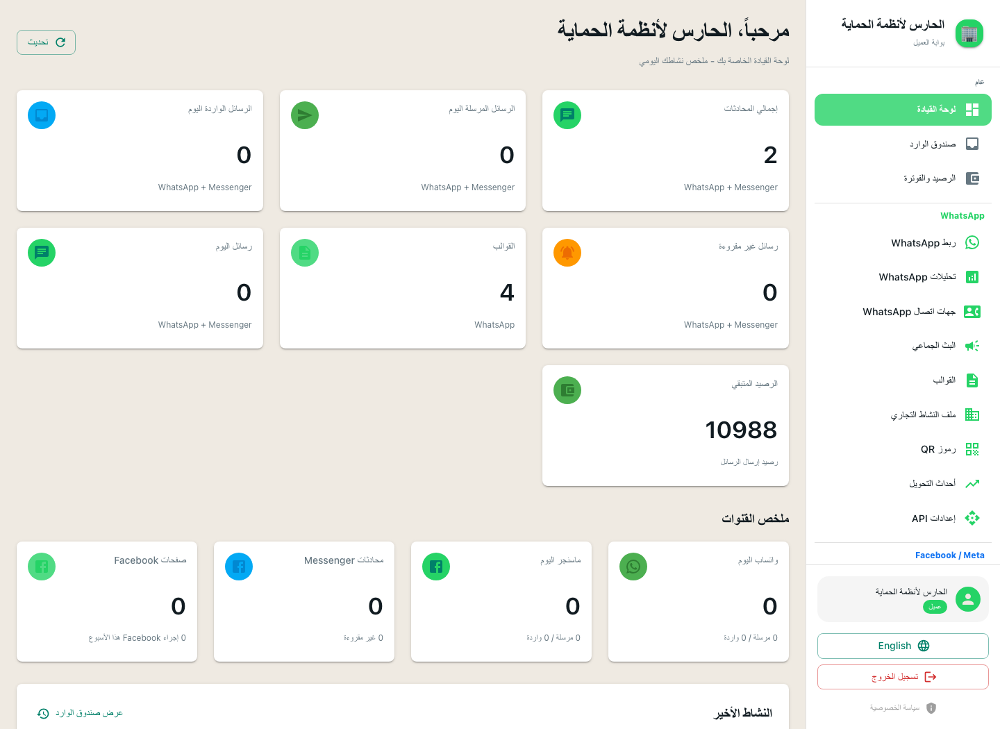 الحارس لأنظمة الحماية
بوابة العميل
عام
لوحة القيادة
صندوق الوارد
الرصيد والفوترة
WhatsApp
ربط WhatsApp
تحليلات WhatsApp
جهات اتصال WhatsApp
البث الجماعي
القوالب
ملف النشاط التجاري
رموز QR
أحداث التحويل
إعدادات API
Facebook / Meta
الحارس لأنظمة الحماية
عميل
English
تسجيل الخروج
سياسة الخصوصية
مرحباً، الحارس لأنظمة الحماية
لوحة القيادة الخاصة بك - ملخص نشاطك اليومي
تحديث
إجمالي المحادثات
2
WhatsApp + Messenger
الرسائل المرسلة اليوم
0
WhatsApp + Messenger
الرسائل الواردة اليوم
0
WhatsApp + Messenger
رسائل غير مقروءة
0
WhatsApp + Messenger
القوالب
4
WhatsApp
رسائل اليوم
0
WhatsApp + Messenger
الرصيد المتبقي
10988
رصيد إرسال الرسائل
ملخص القنوات
واتساب اليوم
0
0 مرسلة / 0 واردة
ماسنجر اليوم
0
0 مرسلة / 0 واردة
محادثات Messenger
0
0 غير مقروءة
صفحات Facebook
0
0 إجراء Facebook هذا الأسبوع
النشاط الأخير
عرض صندوق الوارد